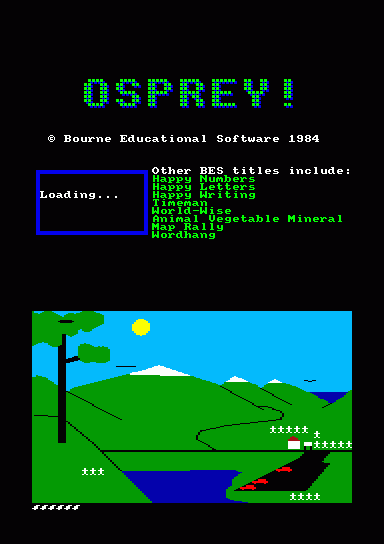 OSPREY!
© Bourne Educational Software 1984
Other BES titles include:
Happy Numbers
Happy Letters
Happy Writing
Loading...
Timeman
World-Wise
Animal Vegetable Mineral
Map Rally
Wordhang